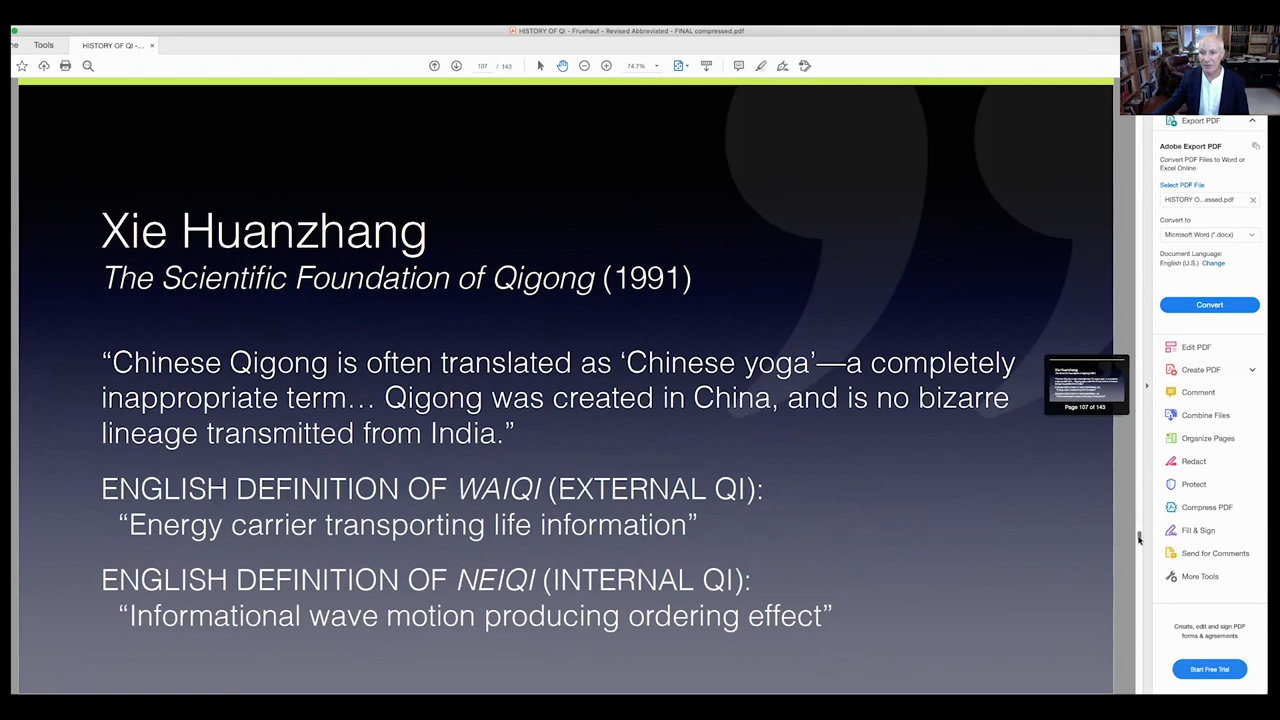 HISTORY OF QI - Fruehauf - Revised Abbreviated - FINAL compressed.pdf
Tools
HISTORY OF QI -...
107 / 143
74.7%
Xie Huanzhang
The Scientific Foundation of Qigong (1991)
“Chinese Qigong is often translated as ‘Chinese yoga’—a completely
inappropriate term... Qigong was created in China, and is no bizarre
lineage transmitted from India.”
ENGLISH DEFINITION OF WAIQI (EXTERNAL QI):
“Energy carrier transporting life information”
ENGLISH DEFINITION OF NEIQI (INTERNAL QI):
“Informational wave motion producing ordering effect”
Xie Huanzhang
Page 107 of 143
Export PDF
Adobe Export PDF
Convert PDF Files to Word or
Excel Online
Select PDF File
HISTORY O...essed.pdf
Convert to
Microsoft Word (*.docx)
Document Language:
English (U.S.) Change
Convert
Edit PDF
Create PDF
Comment
Combine Files
Organize Pages
Redact
Protect
Compress PDF
Fill & Sign
Send for Comments
More Tools
Create, edit and sign PDF
forms & agreements
Start Free Trial